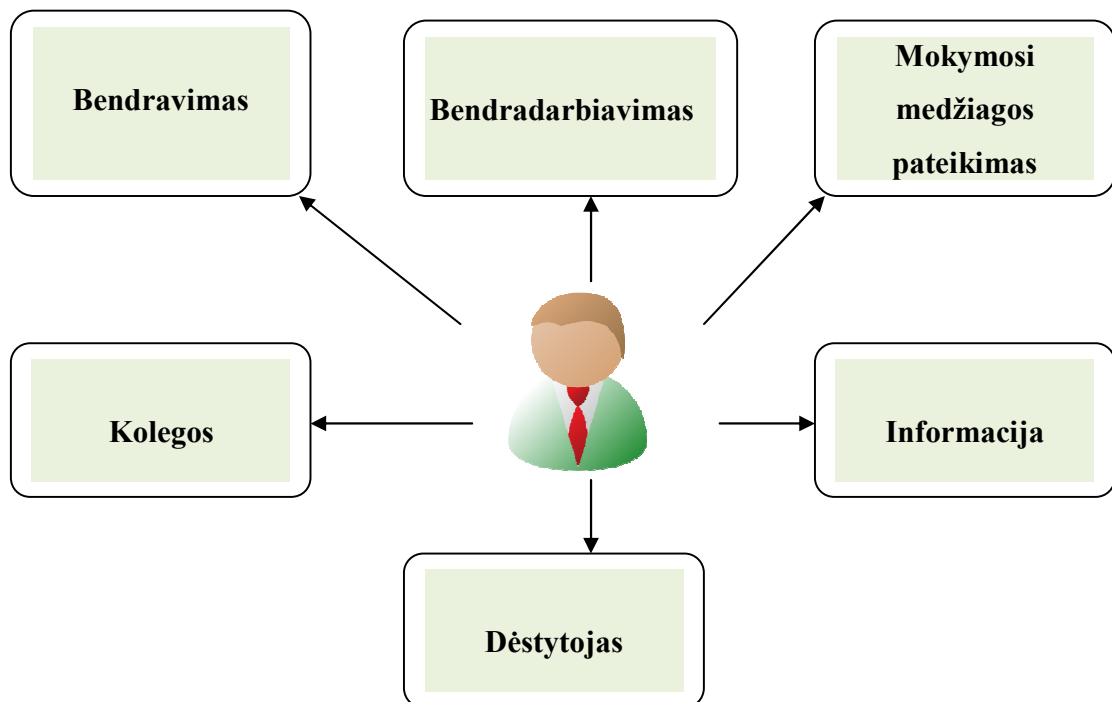 Bendravimas
Bendradarbiavimas
Mokymosi
medžiagos
pateikimas
Kolegos
Informacija
Dėstytojas